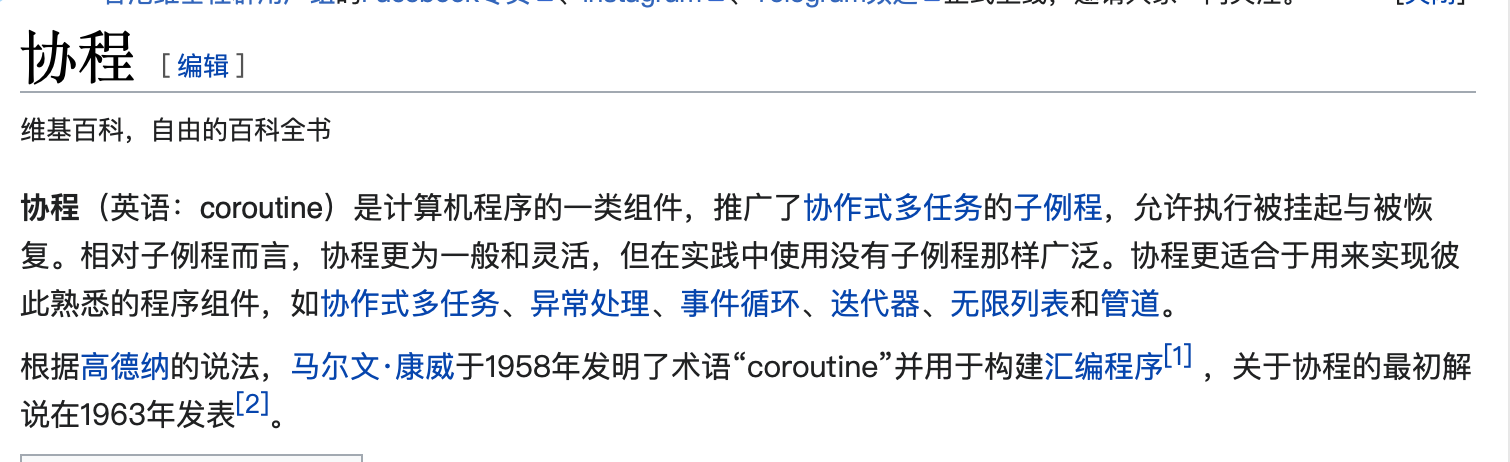 协程 [编辑]
维基百科，自由的百科全书
协程（英语：coroutine）是计算机程序的一类组件，推广了协作式多任务的子例程，允许执行被挂起与被恢
复。相对子例程而言，协程更为一般和灵活，但在实践中使用没有子例程那样广泛。协程更适合于用来实现彼
此熟悉的程序组件，如协作式多任务、异常处理、事件循环、迭代器、无限列表和管道。
根据高德纳的说法，马尔文·康威于1958年发明了术语“coroutine”并用于构建汇编程序[1] ，关于协程的最初解
说在1963年发表[2]。